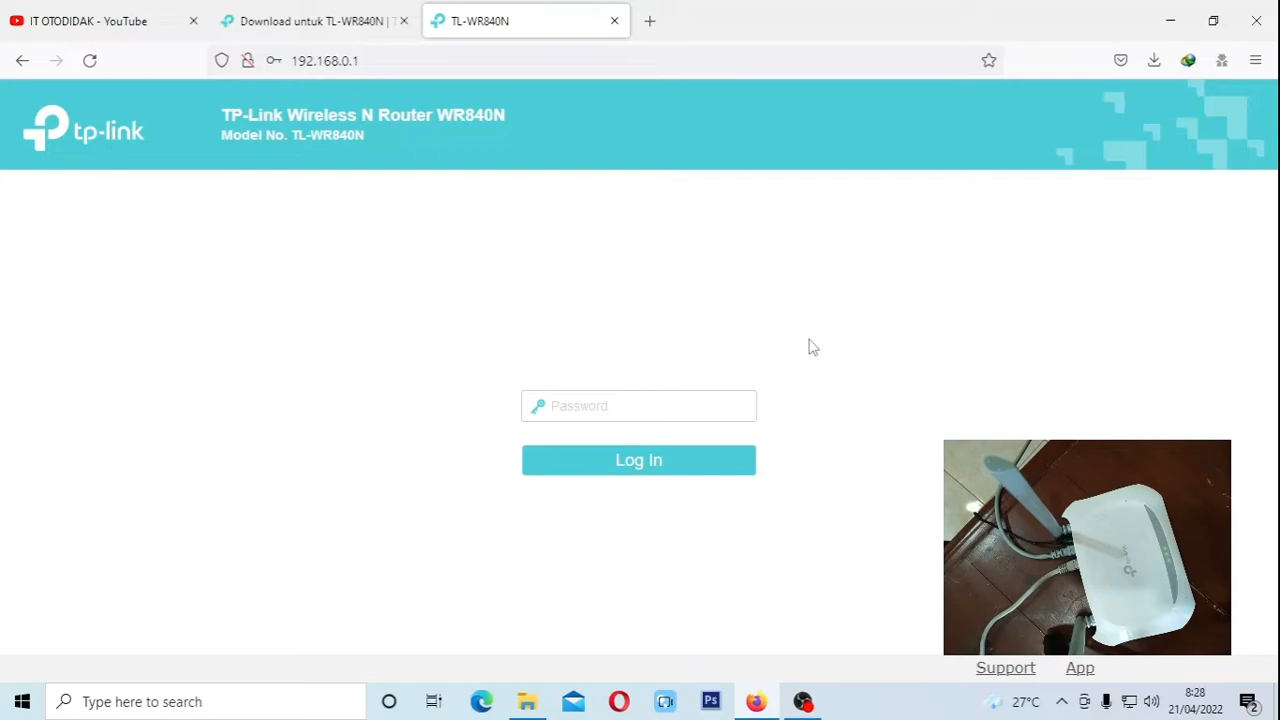 IT OTODIDAK - YouTube
Download untuk TL-WR840N | T
TL-WR840N
192.168.0.1
tp-link
TP-Link Wireless N Router WR840N
Model No. TL-WR840N
Password
Log In
Support
App
Type here to search
Ps
27°C
8:28
21/04/2022
2